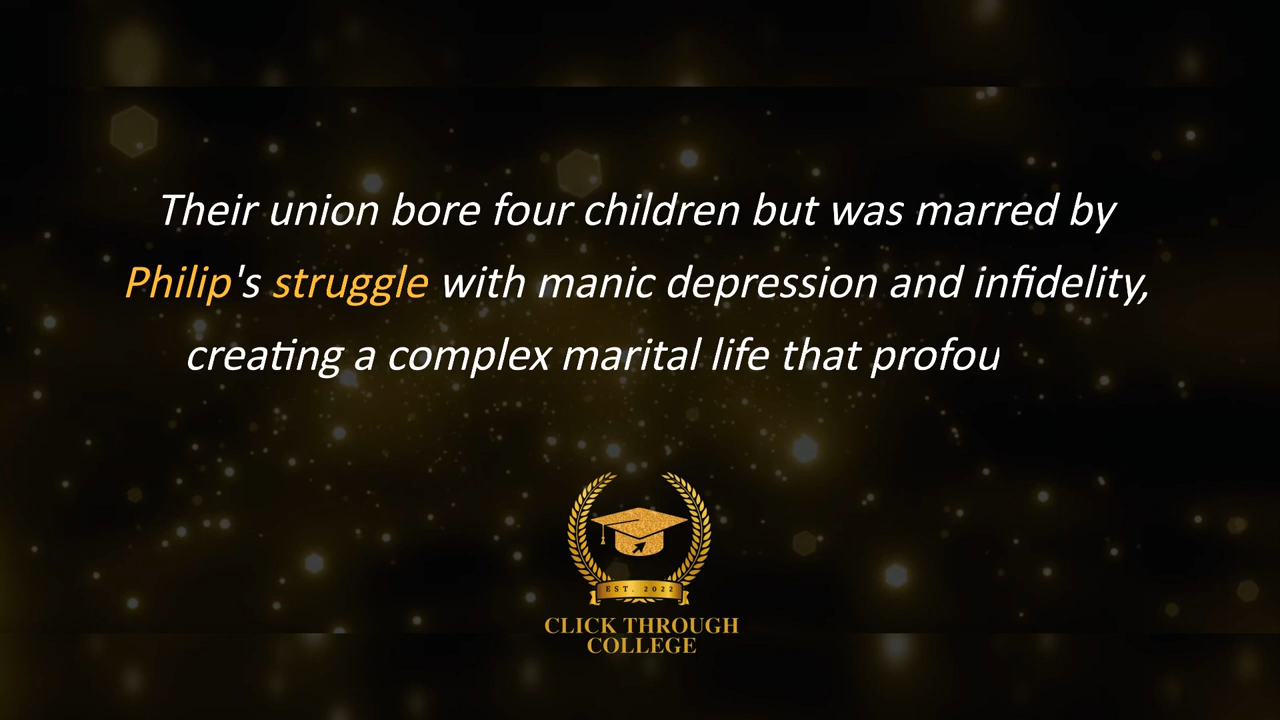 Their union bore four children but was marred by
Philip's struggle with manic depression and infidelity,
creating a complex marital life that profou
EST. 2022
CLICK THROUGH
COLLEGE